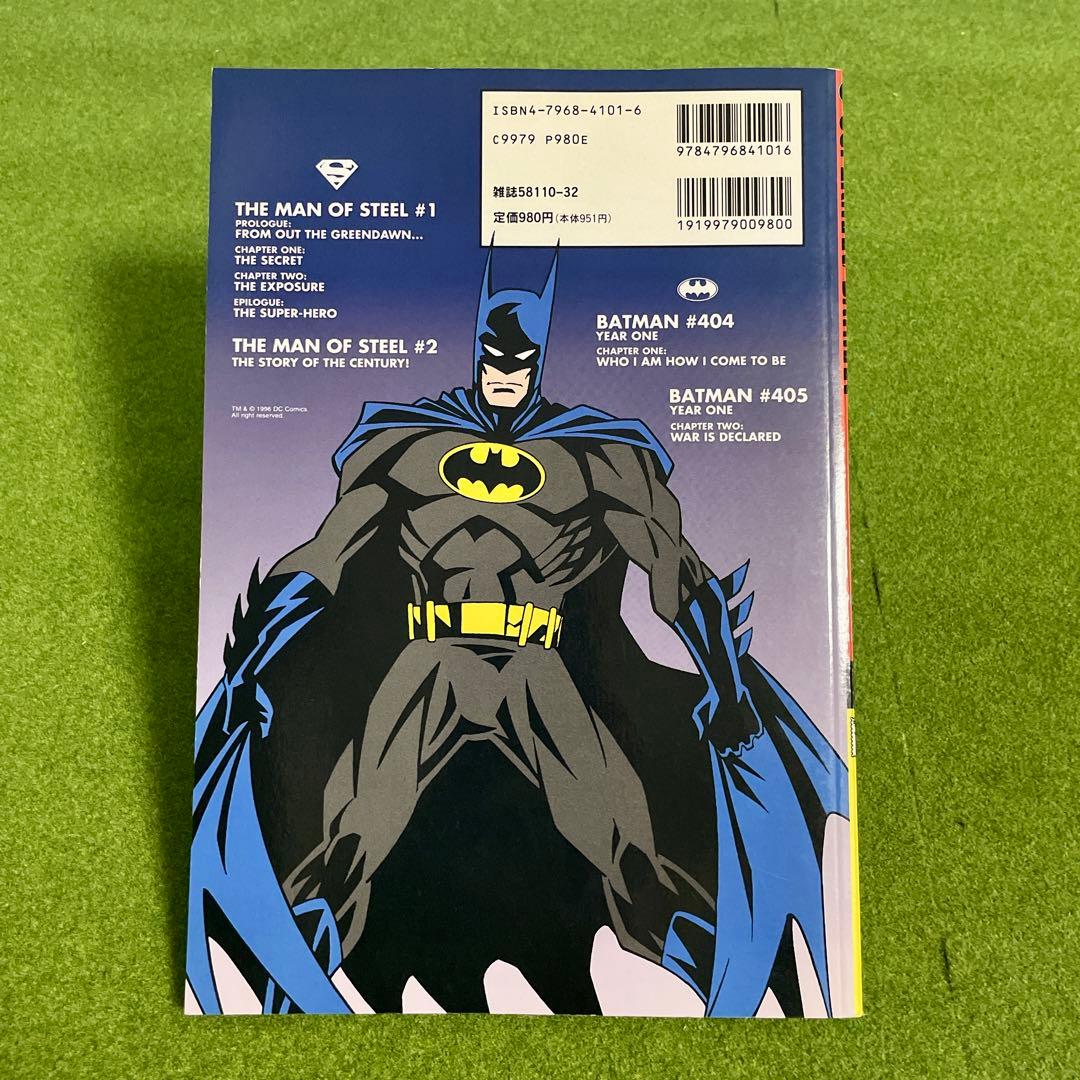 ISBN4-7968-4101-6
C9979 P980E
9784796841016
雑誌58110-32
定価980円(本体951円)
1919979009800
THE MAN OF STEEL #1
PROLOGUE:
FROM OUT THE GREENDAWN...
CHAPTER ONE:
THE SECRET
CHAPTER TWO:
THE EXPOSURE
EPILOGUE:
THE SUPER-HERO
THE MAN OF STEEL #2
THE STORY OF THE CENTURY!
TM & © 1996 DC Comics
All right reserved.
BATMAN #404
YEAR ONE
CHAPTER ONE:
WHO I AM HOW I COME TO BE
BATMAN #405
YEAR ONE
CHAPTER TWO:
WAR IS DECLARED